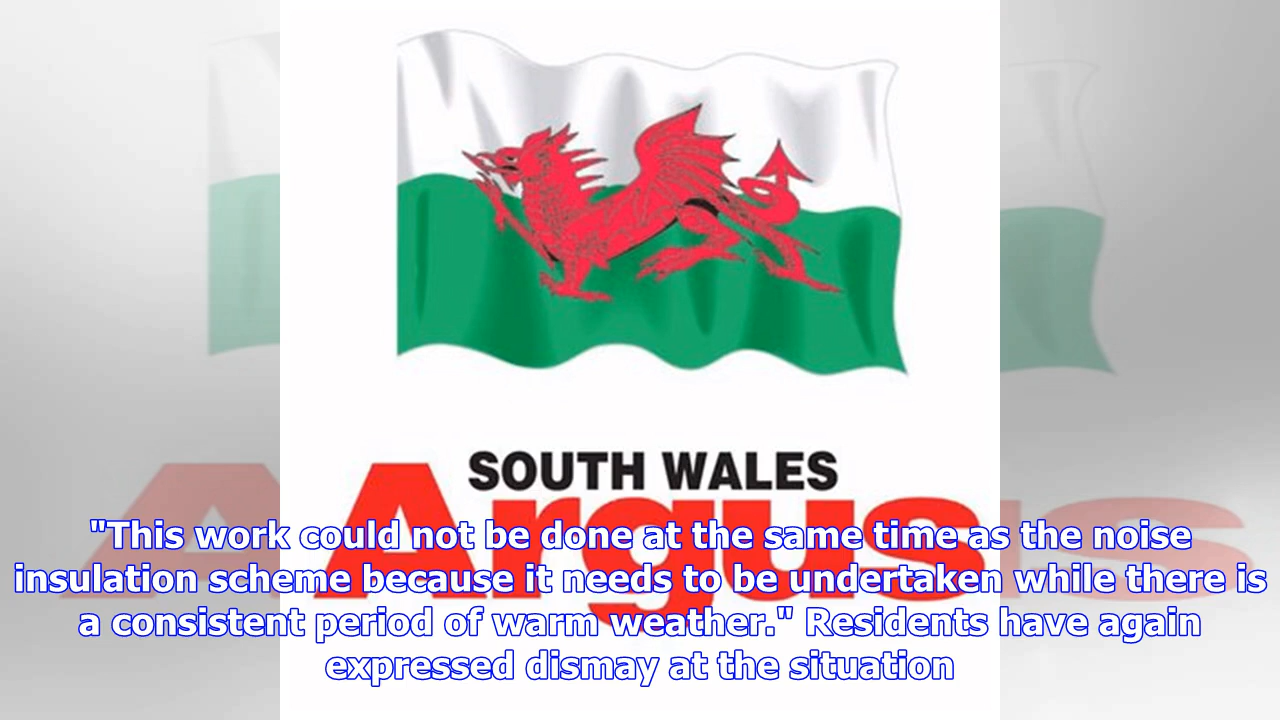 SOUTH WALES
Argus
"This work could not be done at the same time as the noise
insulation scheme because it needs to be undertaken while there is
a consistent period of warm weather." Residents have again
expressed dismay at the situation